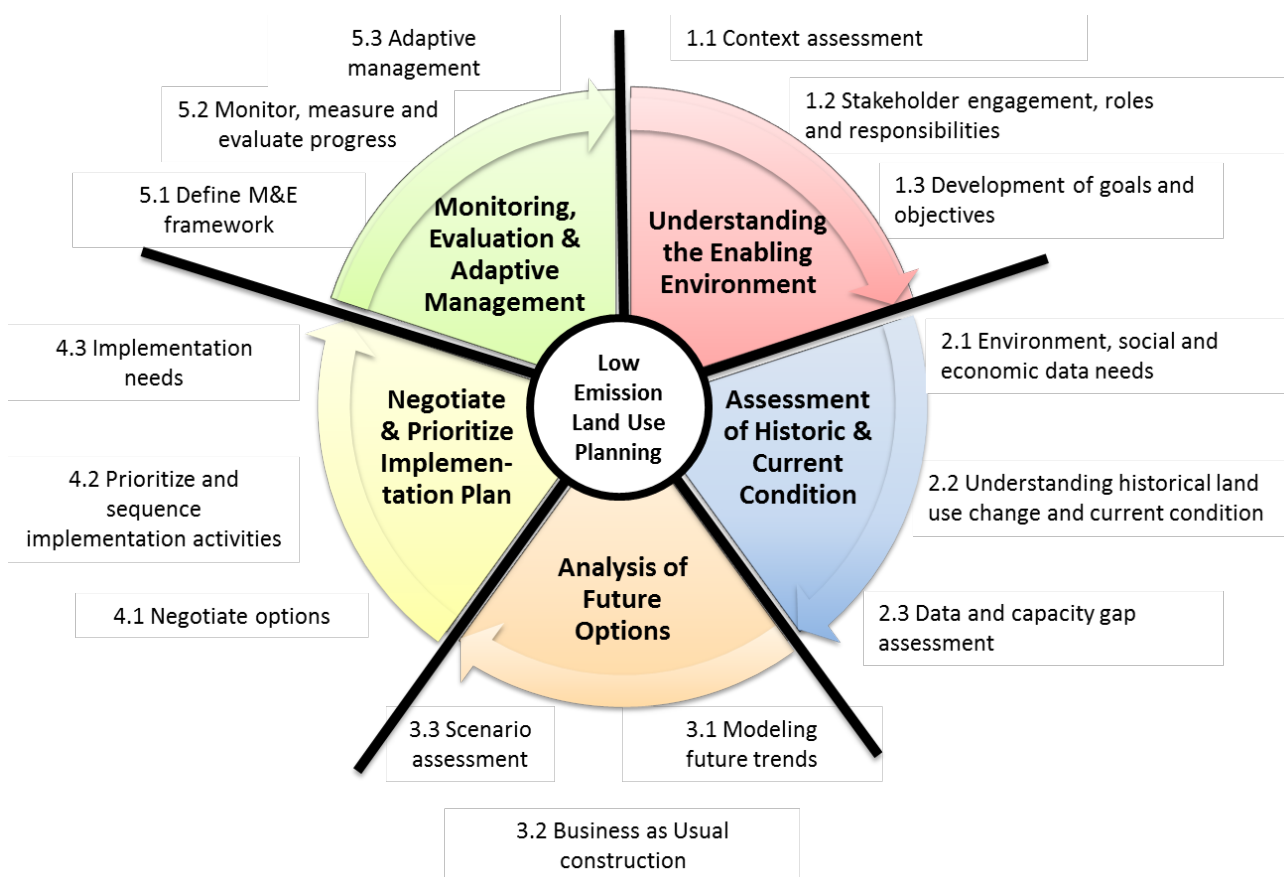 1.1 Context assessment
1.2 Stakeholder engagement, roles
and responsibilities
1.3 Development of goals and
objectives
Understanding
the Enabling
Environment
2.1 Environment, social and
economic data needs
2.2 Understanding historical land
use change and current condition
2.3 Data and capacity gap
assessment
Assessment
of Historic &
Current
Condition
3.1 Modeling
future trends
3.2 Business as Usual
construction
3.3 Scenario
assessment
Analysis of
Future
Options
4.1 Negotiate options
4.2 Prioritize and
sequence
implementation activities
4.3 Implementation
needs
Negotiate
& Prioritize
Implemen-
tation Plan
5.1 Define M&E
framework
5.2 Monitor, measure and
evaluate progress
5.3 Adaptive
management
Monitoring,
Evaluation &
Adaptive
Management
Low
Emission
Land Use
Planning